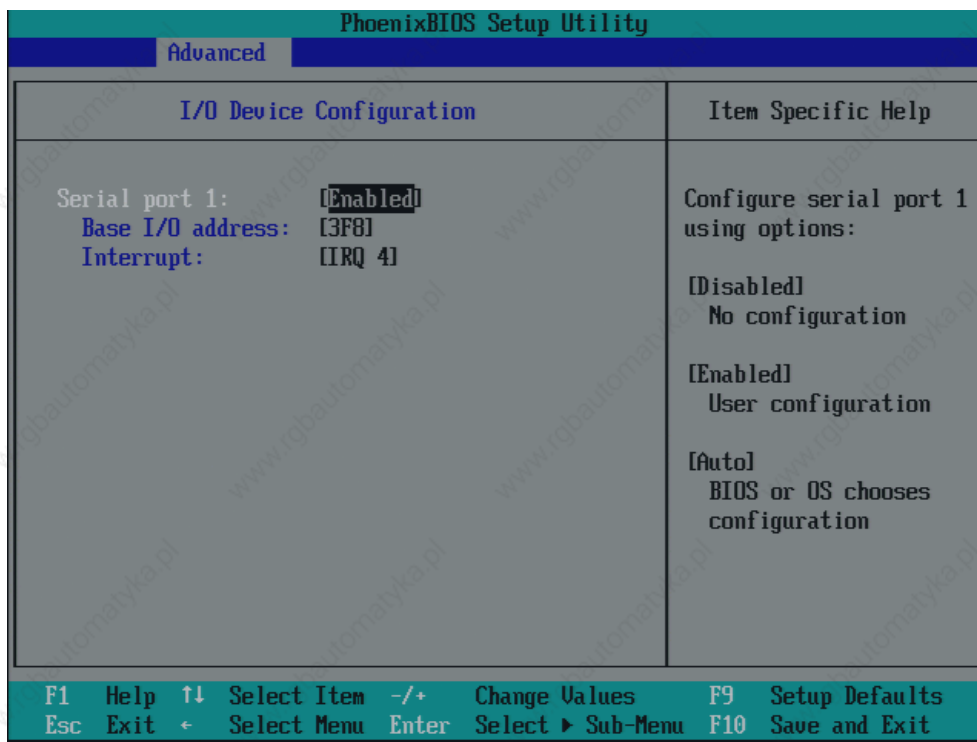 PhoenixBIOS Setup Utility
Advanced
I/O Device Configuration
Serial port 1: [Enabled]
Base I/O address: [3F8]
Interrupt: [IRQ 4]
Item Specific Help
Configure serial port 1
using options:
[Disabled]
No configuration
[Enabled]
User configuration
[Auto]
BIOS or OS chooses
configuration
F1 Help ↑↓ Select Item -/+ Change Values F9 Setup Defaults
Esc Exit ← Select Menu Enter Select ▶ Sub-Menu F10 Save and Exit
www.rgbautomatyka.pl